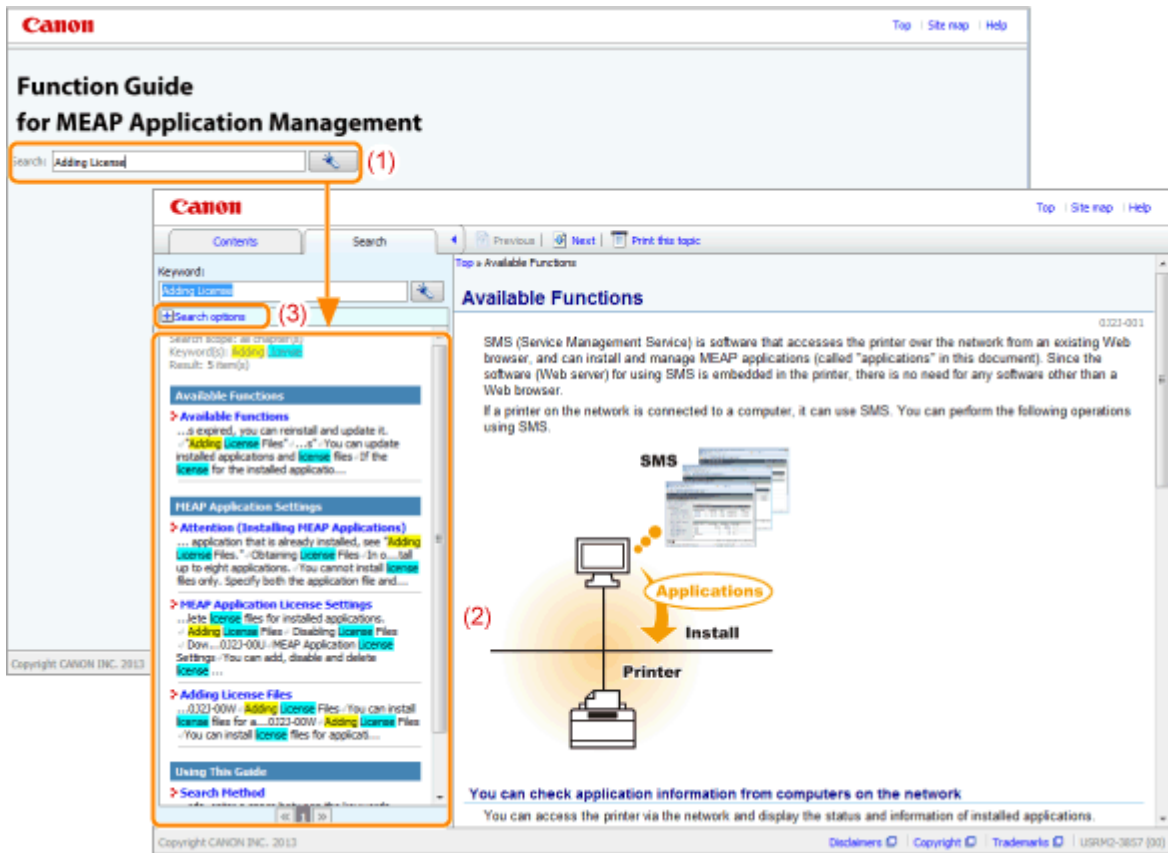 Canon
Top | Site map | Help
Function Guide
for MEAP Application Management
Search: Adding License
(1)
Canon
Top | Site map | Help
Contents
Search
Previous | Next | Print this topic
Keyword:
Adding License
Search options
(3)
Search scope: all chapter(s)
Keyword(s): Adding License
Result: 5 item(s)
Available Functions
Available Functions
...s expired, you can reinstall and update it.
"Adding License Files" ...s" You can update
installed applications and license files If the
license for the installed applicatio....
MEAP Application Settings
Attention (Installing MEAP Applications)
... application that is already installed, see "Adding
License Files." Obtaining License Files In o...tall
up to eight applications. You cannot install license
files only. Specify both the application file and....
MEAP Application License Settings
...lete license files for installed applications.
Adding License Files Disabling License Files
Dow...0J2J-00U MEAP Application License
Settings You can add, disable and delete
license ...
Adding License Files
...0J2J-00W Adding License Files You can install
license files for a....0J2J-00W Adding License Files
You can install license files for applicati....
Using This Guide
Search Method
« 1 »
(2)
Top » Available Functions
Available Functions
0J2J-001
SMS (Service Management Service) is software that accesses the printer over the network from an existing Web
browser, and can install and manage MEAP applications (called "applications" in this document). Since the
software (Web server) for using SMS is embedded in the printer, there is no need for any software other than a
Web browser.
If a printer on the network is connected to a computer, it can use SMS. You can perform the following operations
using SMS.
SMS
Applications
Install
Printer
You can check application information from computers on the network
You can access the printer via the network and display the status and information of installed applications.
Copyright CANON INC. 2013
Copyright CANON INC. 2013
Disclaimers | Copyright | Trademarks | USRM2-3857 (00)